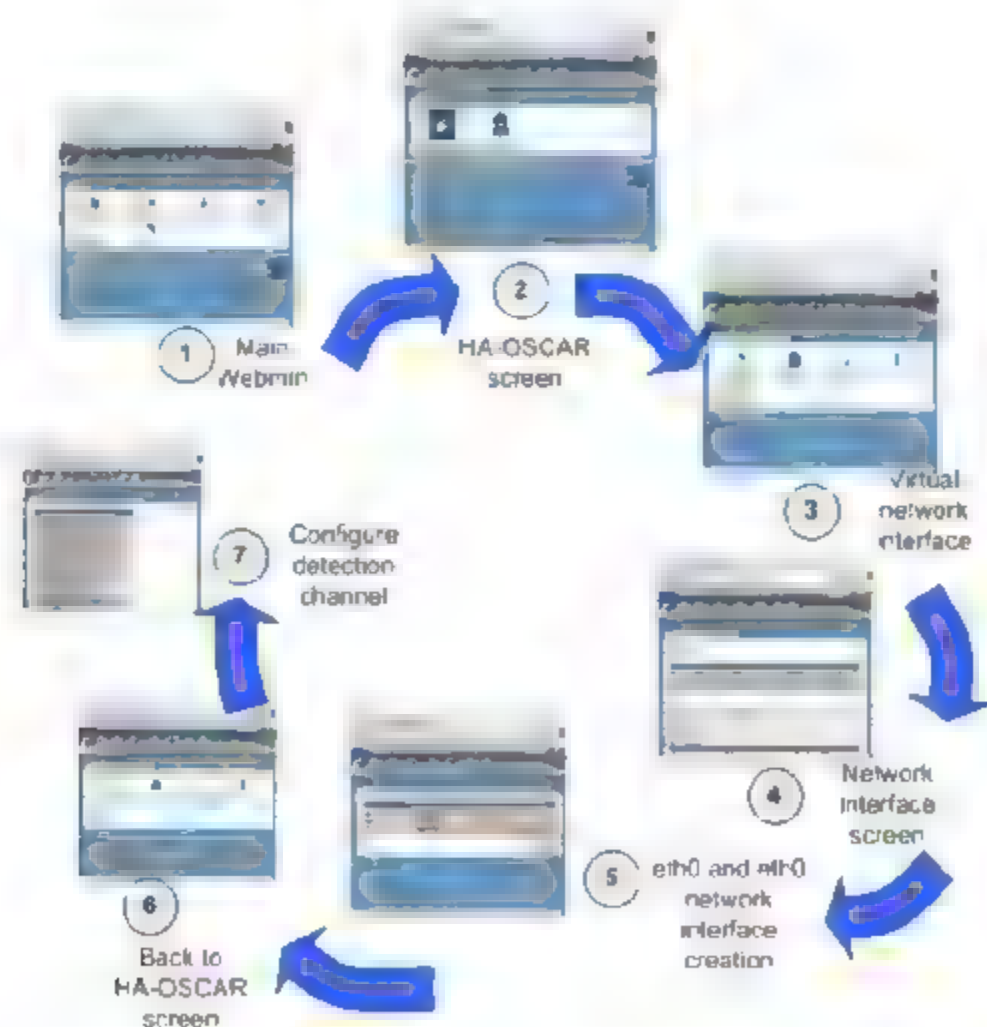 1
Main
Webmin
2
HA-OSCAR
screen
3
Virtual
network
interface
4
Network
interface
screen
5
eth0 and eth0
network
interface
creation
6
Back to
HA-OSCAR
screen
7
Configure
detection
channel